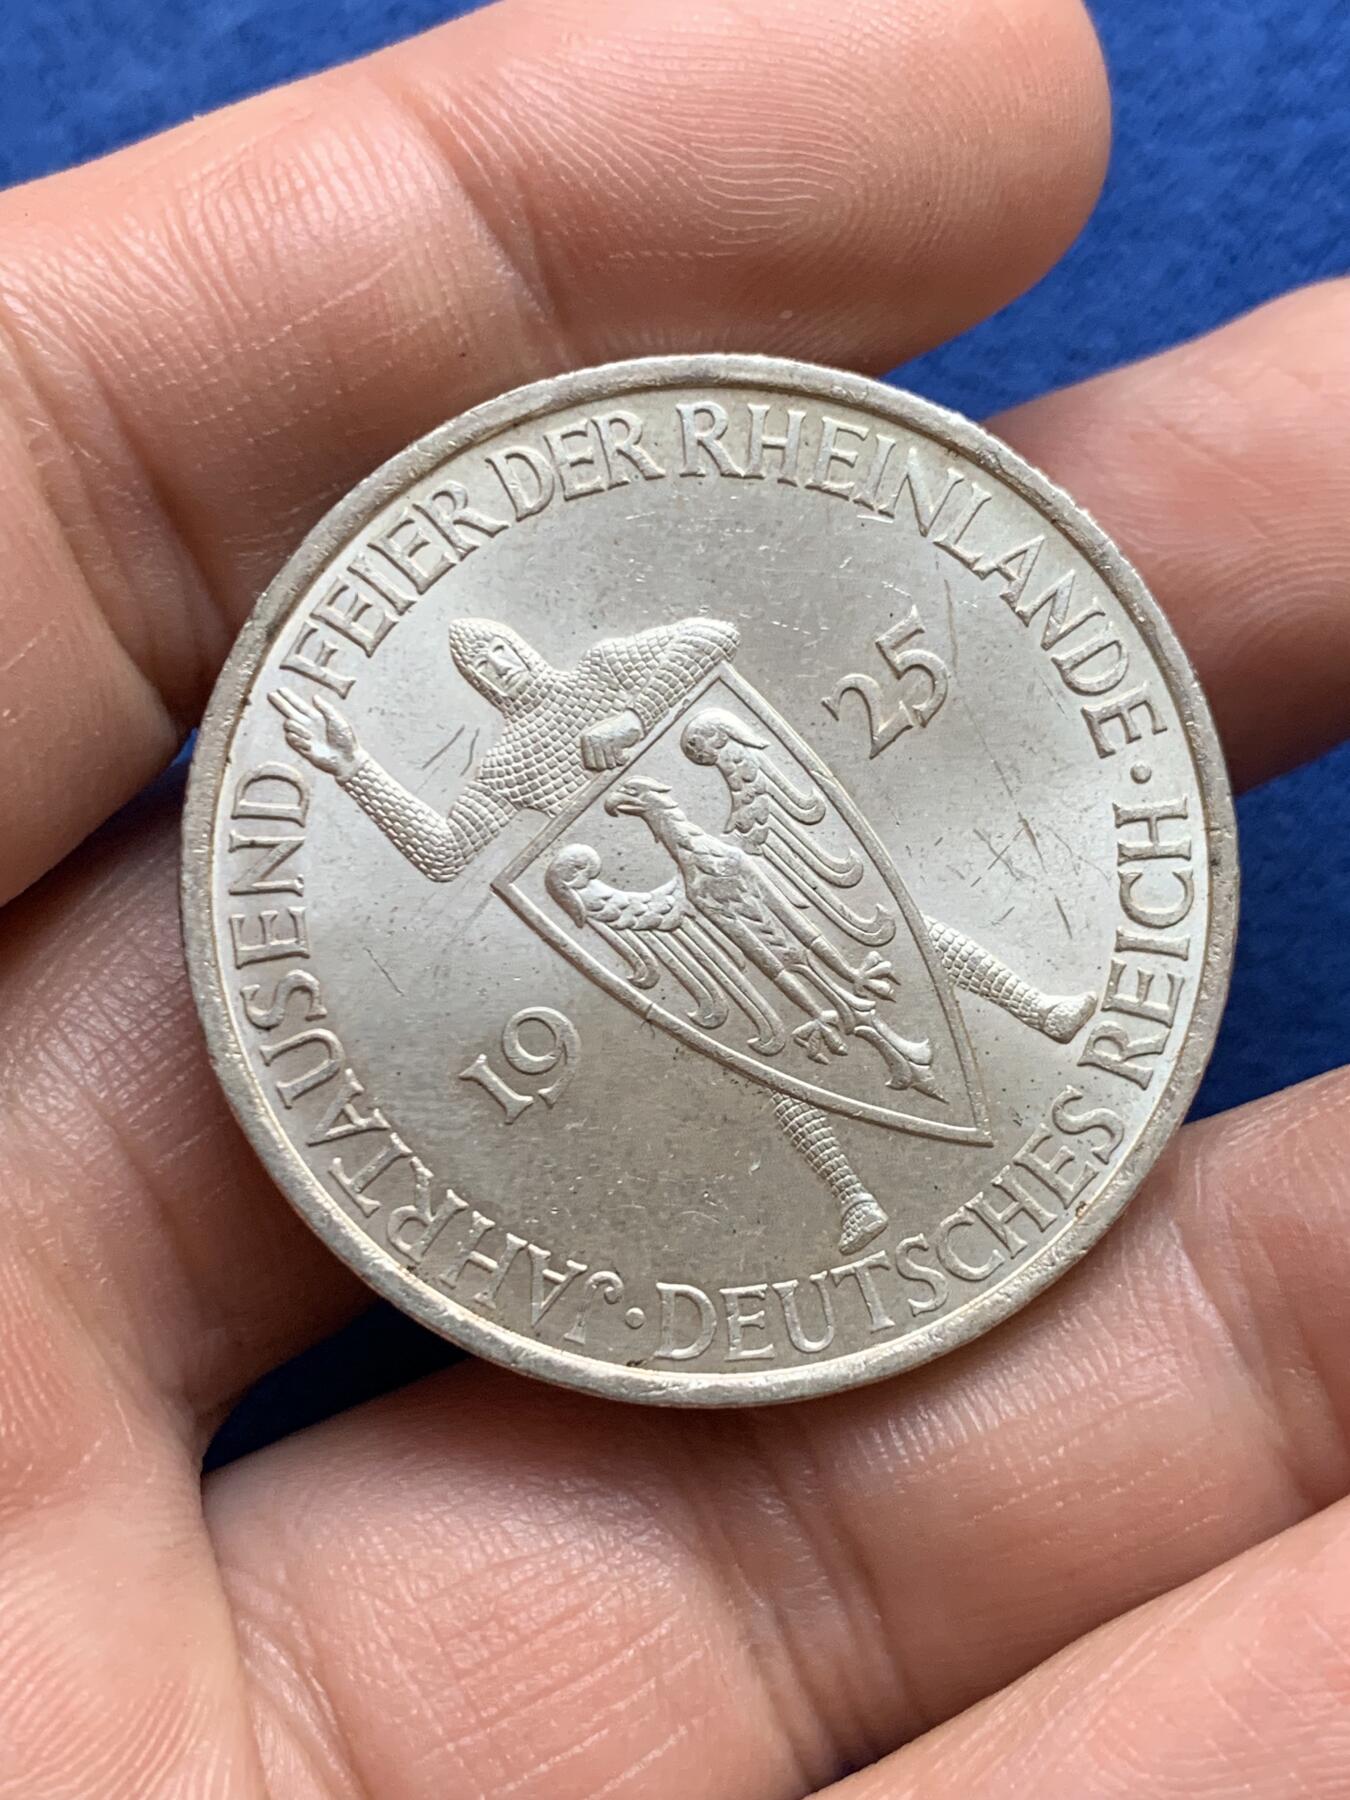 JAHRTAUSEND FEIER DER RHEINLANDE · DEUTSCHES REICH ·
19 25